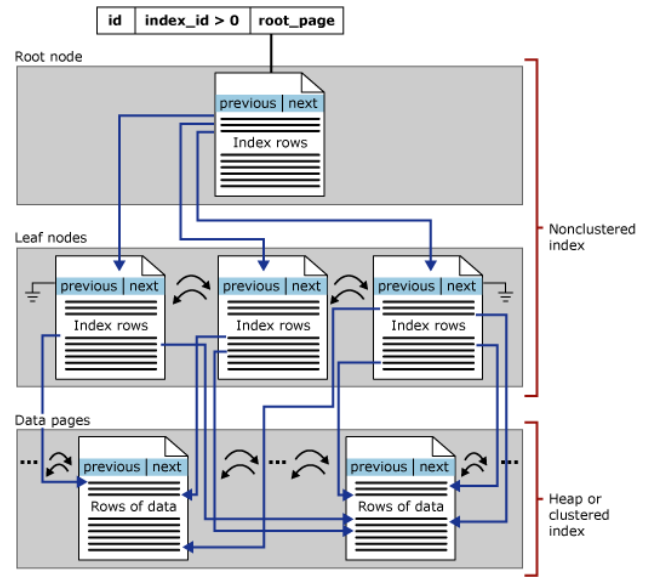 id index_id > 0 root_page
Root node
previous next
Index rows
Nonclustered
index
Leaf nodes
previous next previous next previous next
Index rows Index rows Index rows
Data pages
... previous next ... previous next ...
Rows of data Rows of data
Heap or
clustered
index